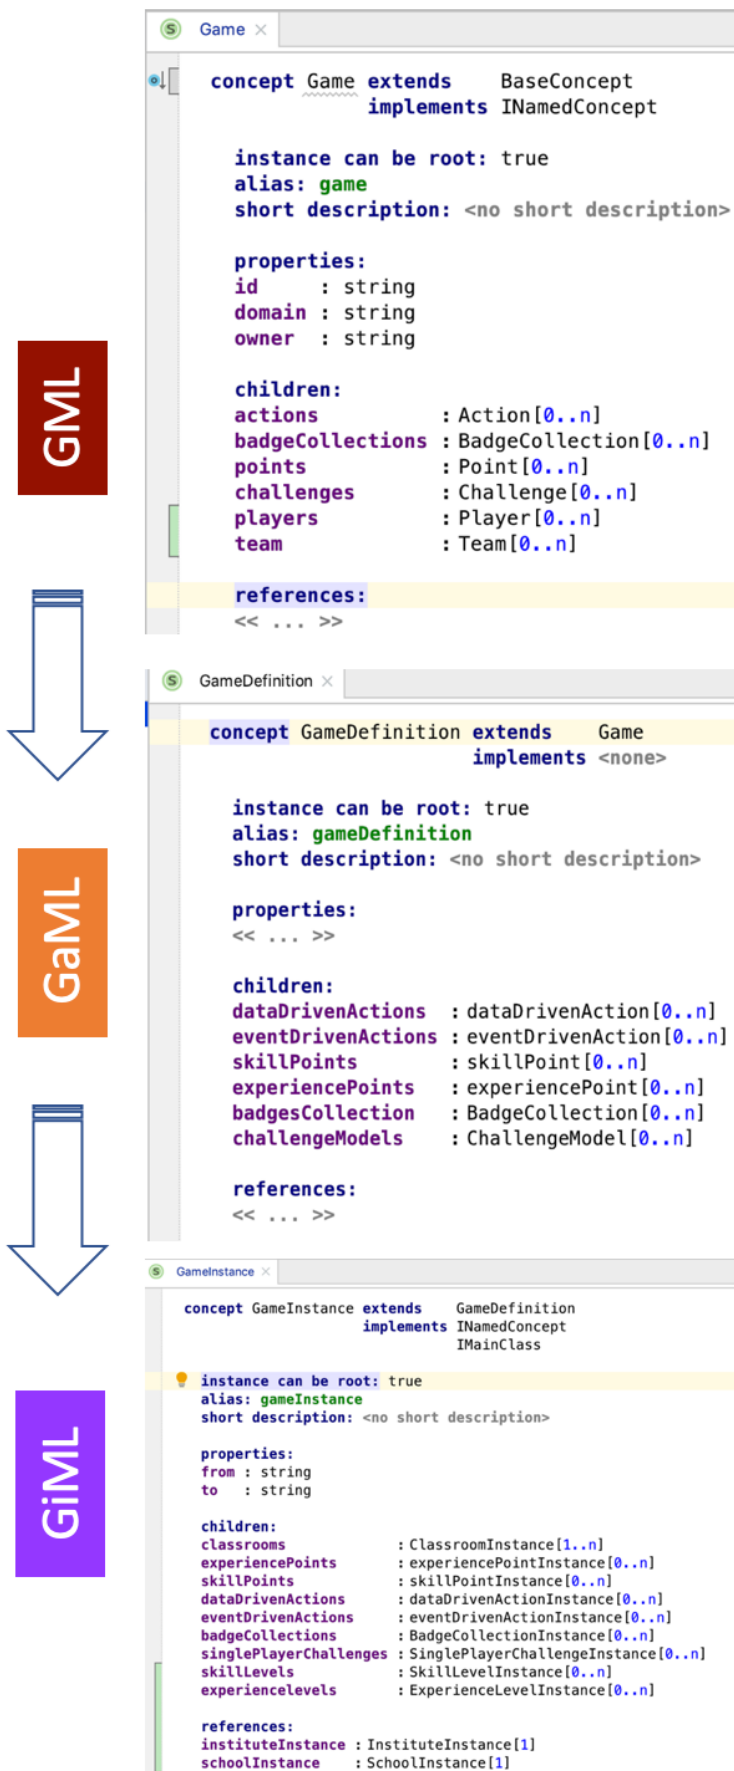 Game
concept Game extends BaseConcept
implements INamedConcept
instance can be root: true
alias: game
short description: <no short description>
properties:
id : string
domain : string
owner : string
children:
actions : Action[0..n]
badgeCollections : BadgeCollection[0..n]
points : Point[0..n]
challenges : Challenge[0..n]
players : Player[0..n]
team : Team[0..n]
references:
<< ... >>
GML
GameDefinition
concept GameDefinition extends Game
implements <none>
instance can be root: true
alias: gameDefinition
short description: <no short description>
properties:
<< ... >>
children:
dataDrivenActions : dataDrivenAction[0..n]
eventDrivenActions : eventDrivenAction[0..n]
skillPoints : skillPoint[0..n]
experiencePoints : experiencePoint[0..n]
badgesCollection : BadgeCollection[0..n]
challengeModels : ChallengeModel[0..n]
references:
<< ... >>
GaML
GameInstance
concept GameInstance extends GameDefinition
implements INamedConcept
IMainClass
instance can be root: true
alias: gameInstance
short description: <no short description>
properties:
from : string
to : string
children:
classrooms : ClassroomInstance[1..n]
experiencePoints : experiencePointInstance[0..n]
skillPoints : skillPointInstance[0..n]
dataDrivenActions : dataDrivenActionInstance[0..n]
eventDrivenActions : eventDrivenActionInstance[0..n]
badgeCollections : BadgeCollectionInstance[0..n]
singlePlayerChallenges : SinglePlayerChallengeInstance[0..n]
skillLevels : SkillLevelInstance[0..n]
experiencelevels : ExperienceLevelInstance[0..n]
references:
instituteInstance : InstituteInstance[1]
schoolInstance : SchoolInstance[1]
GiML